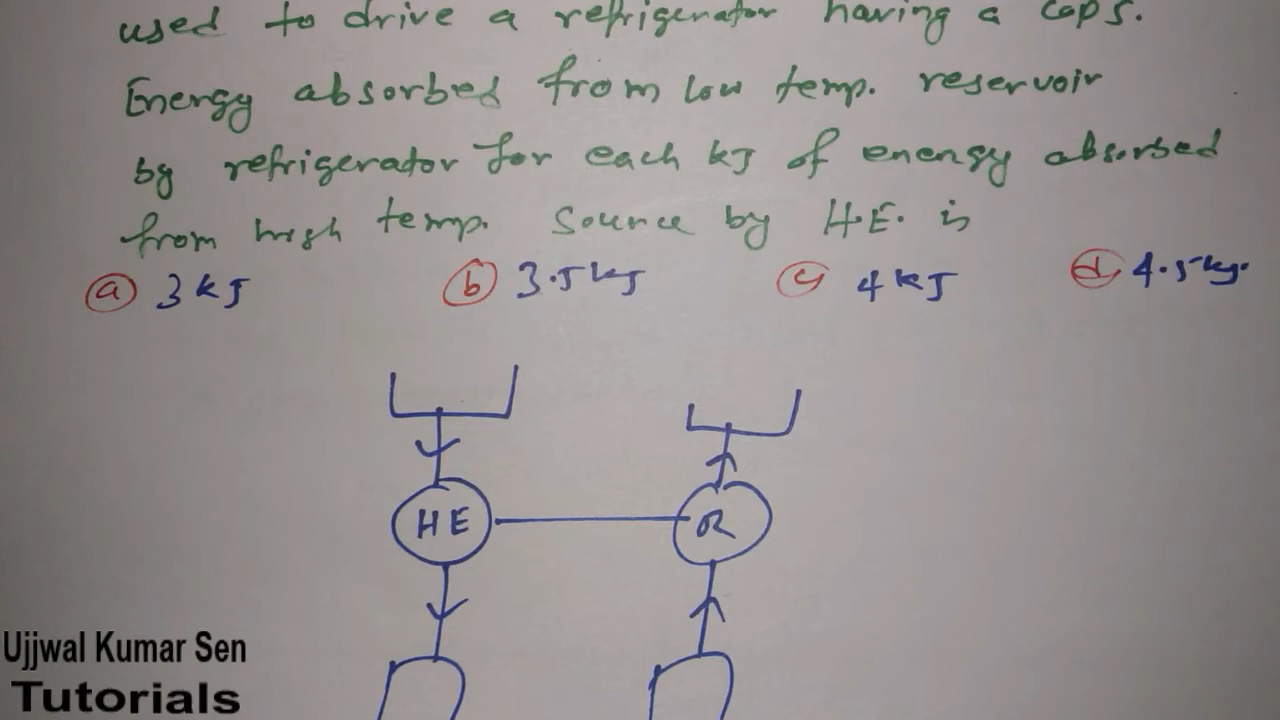 used to drive a refrigerator having a cop 5.
Energy absorbed from low temp. reservoir
by refrigerator for each kJ of energy absorbed
from high temp. source by H.E. is
(a) 3 kJ (b) 3.5 kJ (c) 4 kJ (d) 4.5 kJ.
HE R
Ujjwal Kumar Sen
Tutorials